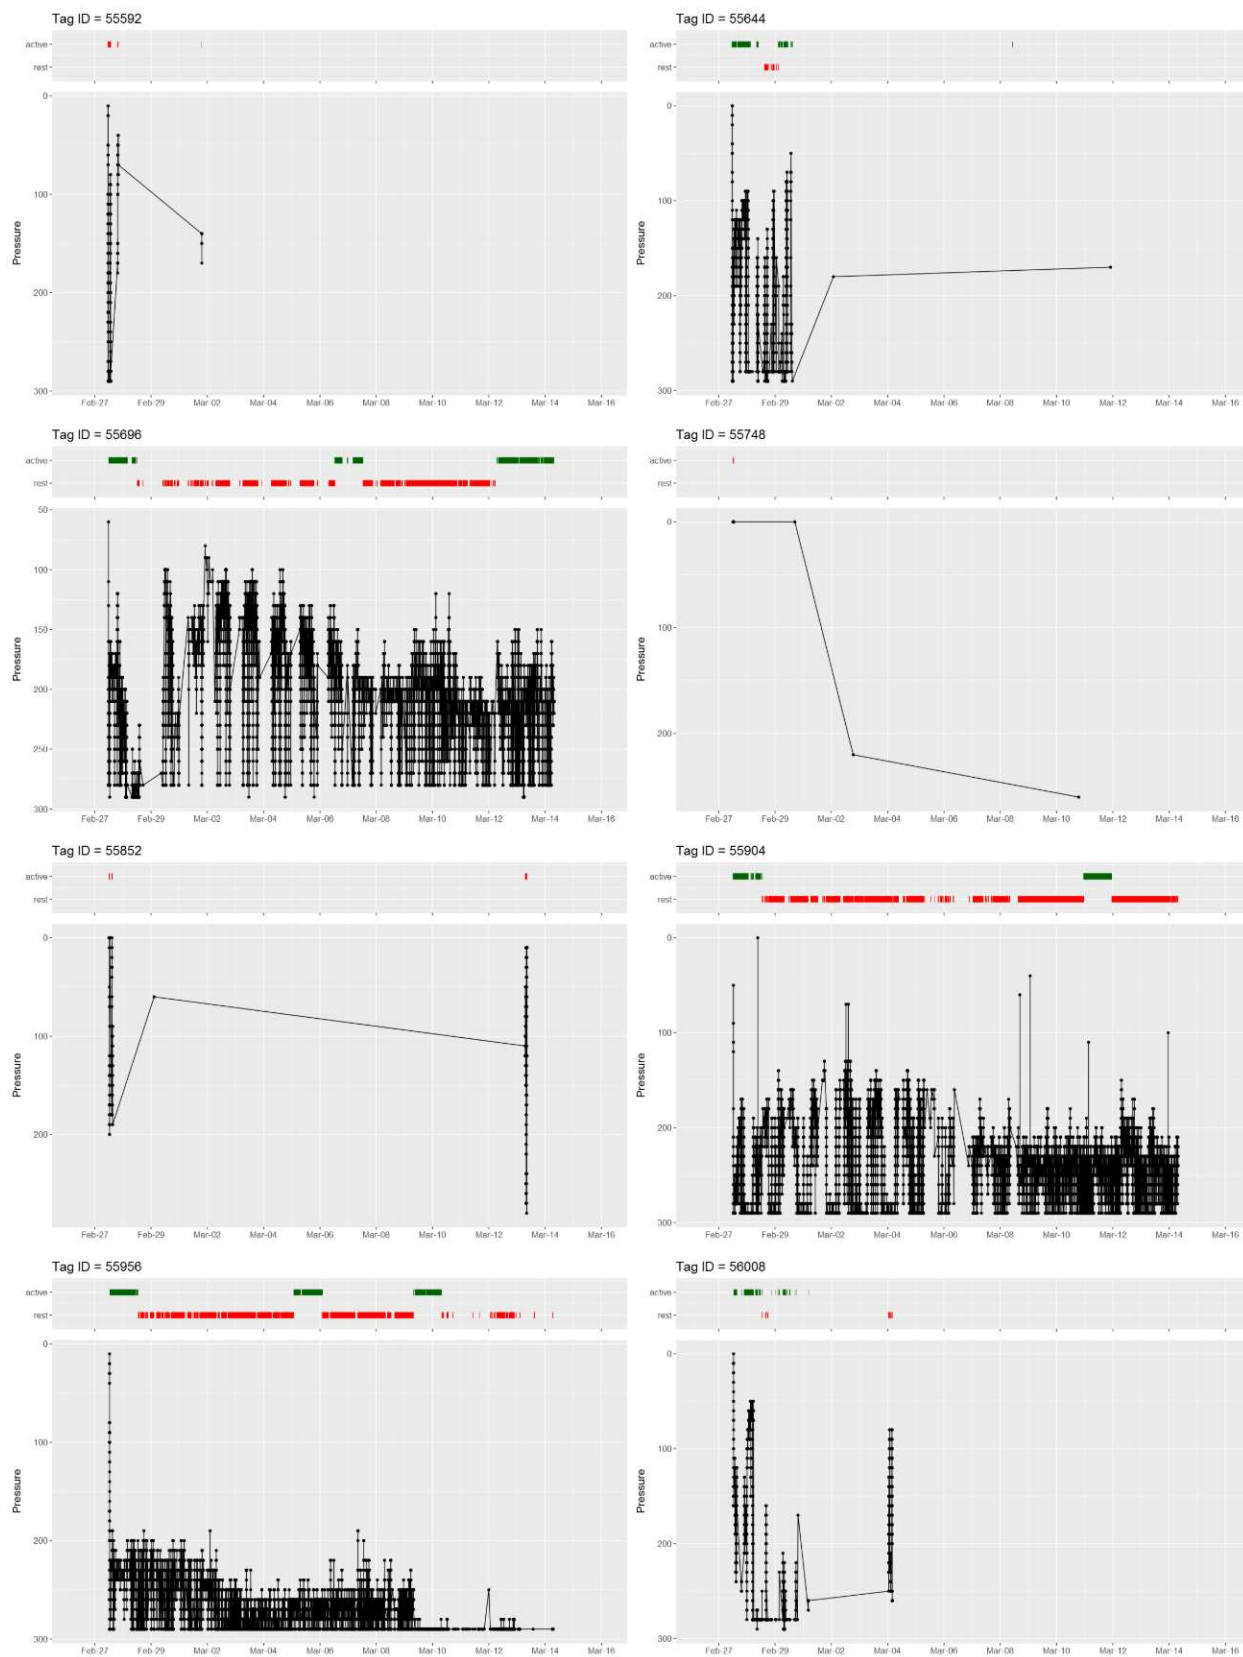 Tag ID = 55592
active
rest
0
100
200
300
Pressure
Feb-27 Feb-29 Mar-02 Mar-04 Mar-06 Mar-08 Mar-10 Mar-12 Mar-14 Mar-16
Tag ID = 55644
active
rest
0
100
200
300
Pressure
Feb-27 Feb-29 Mar-02 Mar-04 Mar-06 Mar-08 Mar-10 Mar-12 Mar-14 Mar-16
Tag ID = 55696
active
rest
50
100
150
200
250
300
Pressure
Feb-27 Feb-29 Mar-02 Mar-04 Mar-06 Mar-08 Mar-10 Mar-12 Mar-14 Mar-16
Tag ID = 55748
active
rest
0
100
200
Pressure
Feb-27 Feb-29 Mar-02 Mar-04 Mar-06 Mar-08 Mar-10 Mar-12 Mar-14 Mar-16
Tag ID = 55852
active
rest
0
100
200
Pressure
Feb-27 Feb-29 Mar-02 Mar-04 Mar-06 Mar-08 Mar-10 Mar-12 Mar-14 Mar-16
Tag ID = 55904
active
rest
0
100
200
300
Pressure
Feb-27 Feb-29 Mar-02 Mar-04 Mar-06 Mar-08 Mar-10 Mar-12 Mar-14 Mar-16
Tag ID = 55956
active
rest
0
100
200
300
Pressure
Feb-27 Feb-29 Mar-02 Mar-04 Mar-06 Mar-08 Mar-10 Mar-12 Mar-14 Mar-16
Tag ID = 56008
active
rest
0
100
200
300
Pressure
Feb-27 Feb-29 Mar-02 Mar-04 Mar-06 Mar-08 Mar-10 Mar-12 Mar-14 Mar-16